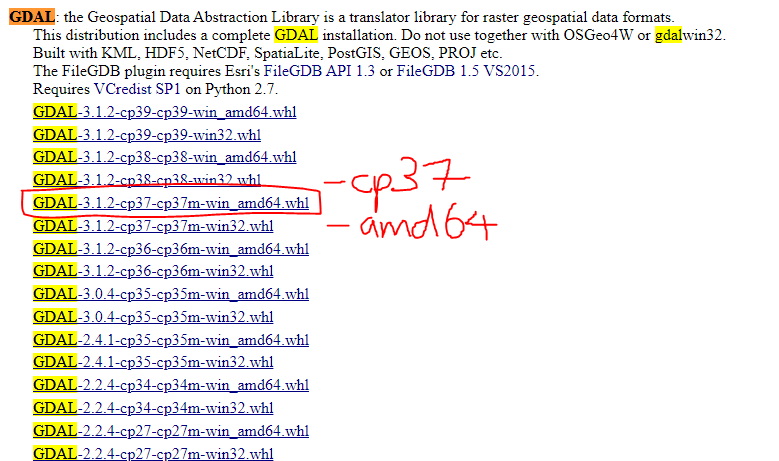 GDAL: the Geospatial Data Abstraction Library is a translator library for raster geospatial data formats.
This distribution includes a complete GDAL installation. Do not use together with OSGeo4W or gdalwin32.
Built with KML, HDF5, NetCDF, SpatiaLite, PostGIS, GEOS, PROJ etc.
The FileGDB plugin requires Esri's FileGDB API 1.3 or FileGDB 1.5 VS2015.
Requires VCredist SP1 on Python 2.7.
GDAL-3.1.2-cp39-cp39-win_amd64.whl
GDAL-3.1.2-cp39-cp39-win32.whl
GDAL-3.1.2-cp38-cp38-win_amd64.whl
GDAL-3.1.2-cp38-cp38-win32.whl
-cp37
GDAL-3.1.2-cp37-cp37m-win_amd64.whl
GDAL-3.1.2-cp37-cp37m-win32.whl
-amd64
GDAL-3.1.2-cp36-cp36m-win_amd64.whl
GDAL-3.1.2-cp36-cp36m-win32.whl
GDAL-3.0.4-cp35-cp35m-win_amd64.whl
GDAL-3.0.4-cp35-cp35m-win32.whl
GDAL-2.4.1-cp35-cp35m-win_amd64.whl
GDAL-2.4.1-cp35-cp35m-win32.whl
GDAL-2.2.4-cp34-cp34m-win_amd64.whl
GDAL-2.2.4-cp34-cp34m-win32.whl
GDAL-2.2.4-cp27-cp27m-win_amd64.whl
GDAL-2.2.4-cp27-cp27m-win32.whl